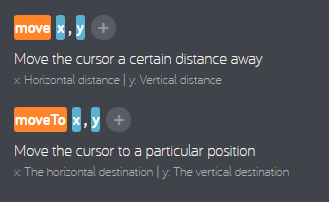 move x , y +
Move the cursor a certain distance away
x: Horizontal distance | y: Vertical distance
moveTo x , y +
Move the cursor to a particular position
x: The horizontal destination | y: The vertical destination